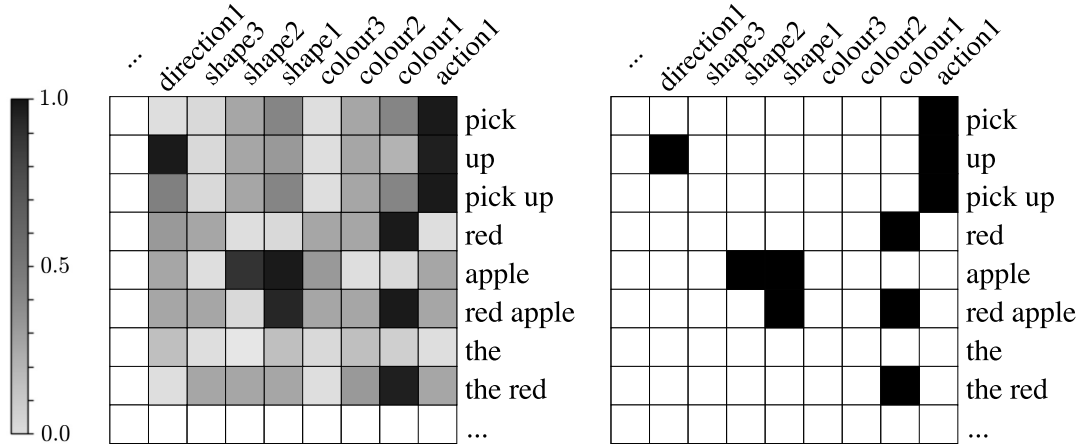 ... direction1 shape3 shape2 shape1 colour3 colour2 colour1 action1
... direction1 shape3 shape2 shape1 colour3 colour2 colour1 action1
1.0
0.5
0.0
pick
up
pick up
red
apple
red apple
the
the red
...
pick
up
pick up
red
apple
red apple
the
the red
...